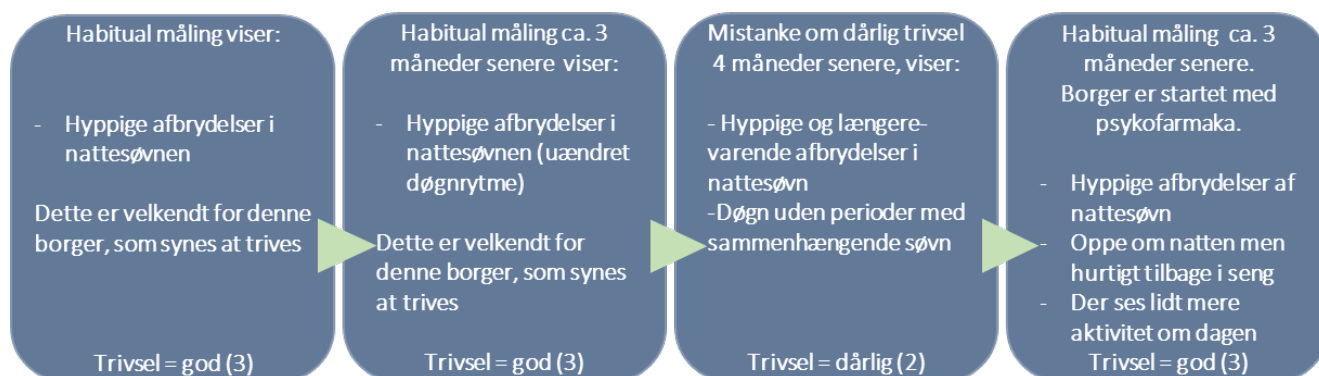 Habitual måling viser:
- Hyppige afbrydelser i
nattesøvnen
Dette er velkendt for denne
borger, som synes at trives
Trivsel = god (3)
Habitual måling ca. 3
måneder senere viser:
- Hyppige afbrydelser i
nattesøvnen (uændret
døgnrytme)
Dette er velkendt for
denne borger, som synes
at trives
Trivsel = god (3)
Mistanke om dårlig trivsel
4 måneder senere, viser:
- Hyppige og længere-
varende afbrydelser i
nattesøvn
-Døgn uden perioder med
sammenhængende søvn
Trivsel = dårlig (2)
Habitual måling ca. 3
måneder senere.
Borger er startet med
psykofarmaka.
- Hyppige afbrydelser af
nattesøvn
- Oppe om natten men
hurtigt tilbage i seng
- Der ses lidt mere
aktivitet om dagen
Trivsel = god (3)